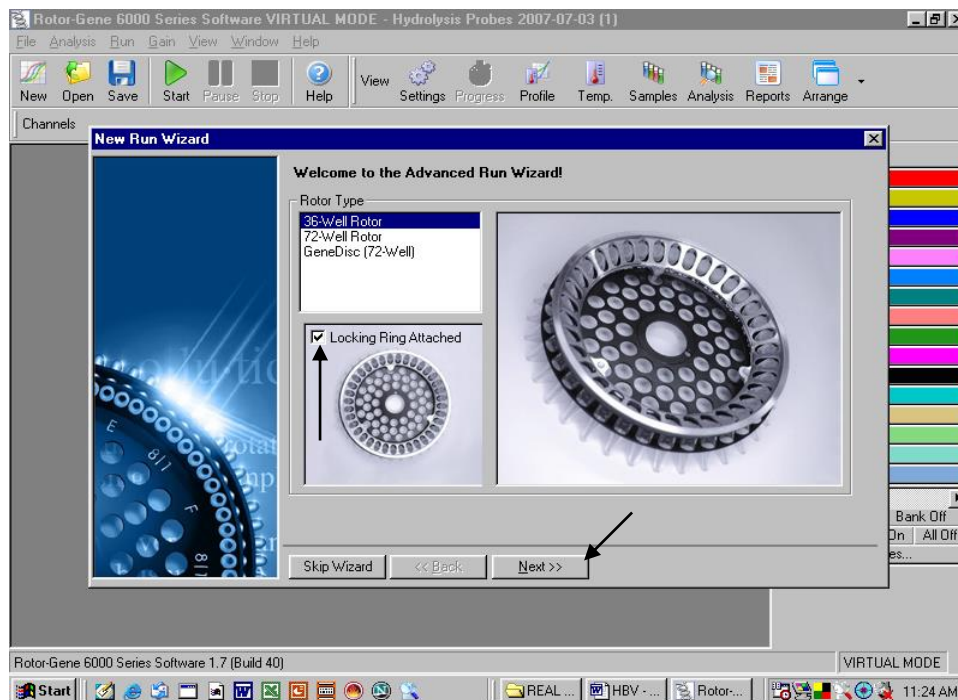 Rotor-Gene 6000 Series Software VIRTUAL MODE - Hydrolysis Probes 2007-07-03 (1)
File Analysis Run Gain View Window Help
New Open Save Start Pause Stop Help View Settings Progress Profile Temp. Samples Analysis Reports Arrange
Channels
New Run Wizard
Welcome to the Advanced Run Wizard!
Rotor Type
36-Well Rotor
72-Well Rotor
GeneDisc (72-Well)
Locking Ring Attached
Bank Off
On All Off
Skip Wizard << Back Next >>
Rotor-Gene 6000 Series Software 1.7 (Build 40) VIRTUAL MODE
Start REAL ... HBV - ... Rotor-... 11:24 AM